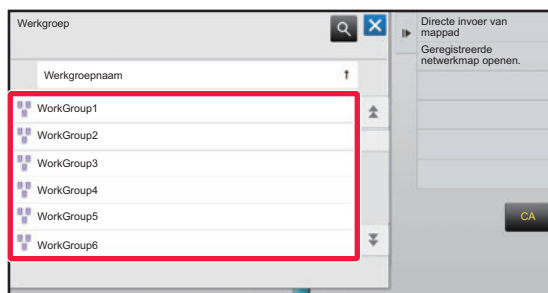 Werkgroep
Werkgroepnaam
WorkGroup1
WorkGroup2
WorkGroup3
WorkGroup4
WorkGroup5
WorkGroup6
Directe invoer van
mappad
Geregistreerde
netwerkmap openen.
CA